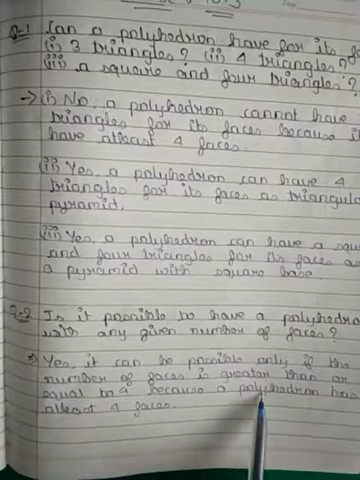 Q-1 Can a polyhedron have for its
(i) 3 triangles? (ii) 4 triangles?
(iii) a square and four triangles?
→ (i) No, a polyhedron cannot have
triangles for its faces because
have atleast 4 faces.
(ii) Yes, a polyhedron can have 4
triangles for its faces as
pyramid.
(iii) Yes, a polyhedron can have a
and four triangles for its faces
a pyramid with square base.
Q-2 Is it possible to have a
with any given number of faces?
⇒ Yes, it can be possible only if the
number of faces is greater than or
equal to 4 because a polyhedron has
atleast 4 faces.